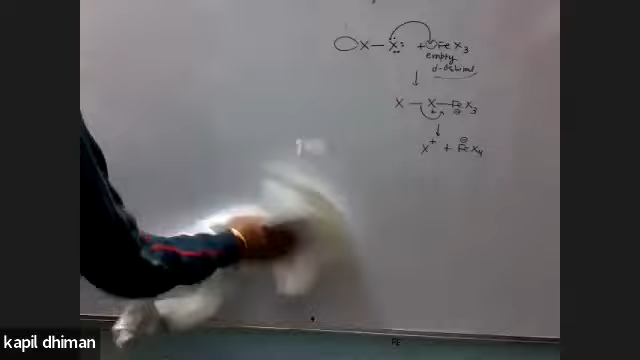 X — Ẍ: + FeX3
empty
d-orbital
↓
X — X — FeX3
+ ⊖
↓
X+ + FeX4
⊖
kapil dhiman